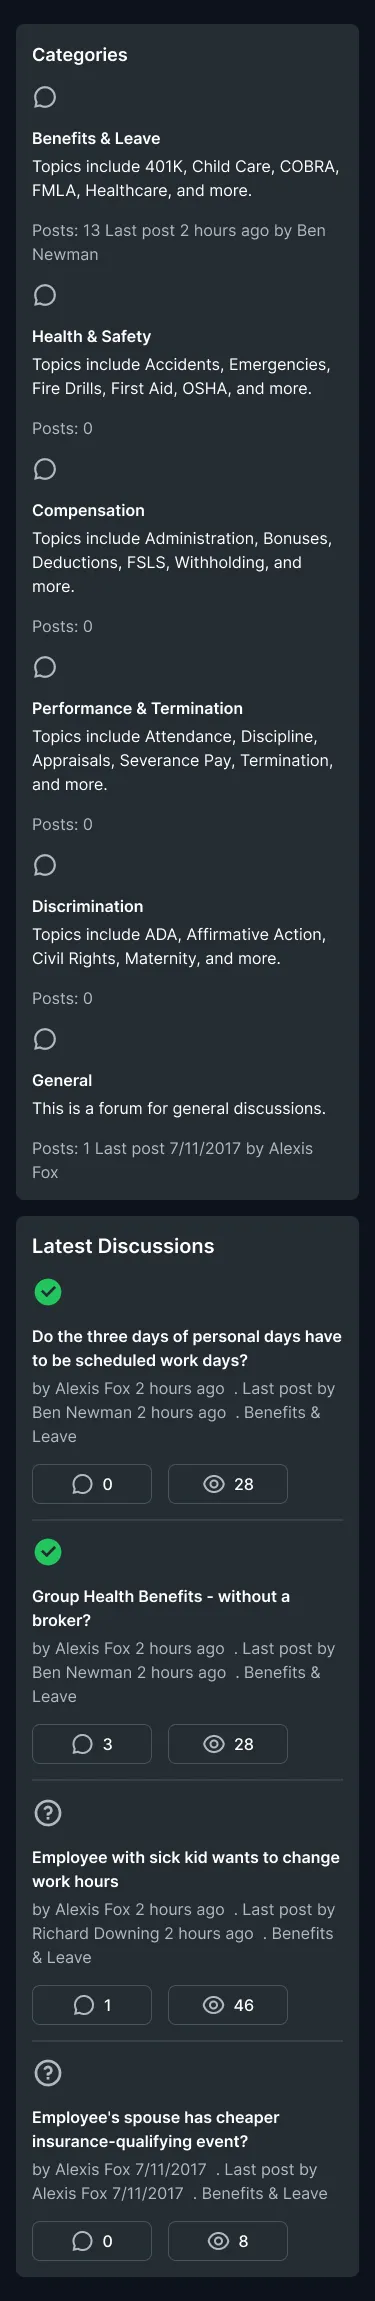 Categories
Benefits & Leave
Topics include 401K, Child Care, COBRA,
FMLA, Healthcare, and more.
Posts: 13 Last post 2 hours ago by Ben
Newman
Health & Safety
Topics include Accidents, Emergencies,
Fire Drills, First Aid, OSHA, and more.
Posts: 0
Compensation
Topics include Administration, Bonuses,
Deductions, FSLS, Withholding, and
more.
Posts: 0
Performance & Termination
Topics include Attendance, Discipline,
Appraisals, Severance Pay, Termination,
and more.
Posts: 0
Discrimination
Topics include ADA, Affirmative Action,
Civil Rights, Maternity, and more.
Posts: 0
General
This is a forum for general discussions.
Posts: 1 Last post 7/11/2017 by Alexis
Fox
Latest Discussions
Do the three days of personal days have
to be scheduled work days?
by Alexis Fox 2 hours ago . Last post by
Ben Newman 2 hours ago . Benefits &
Leave
0 28
Group Health Benefits - without a
broker?
by Alexis Fox 2 hours ago . Last post by
Ben Newman 2 hours ago . Benefits &
Leave
3 28
Employee with sick kid wants to change
work hours
by Alexis Fox 2 hours ago . Last post by
Richard Downing 2 hours ago . Benefits
& Leave
1 46
Employee's spouse has cheaper
insurance-qualifying event?
by Alexis Fox 7/11/2017 . Last post by
Alexis Fox 7/11/2017 . Benefits & Leave
0 8